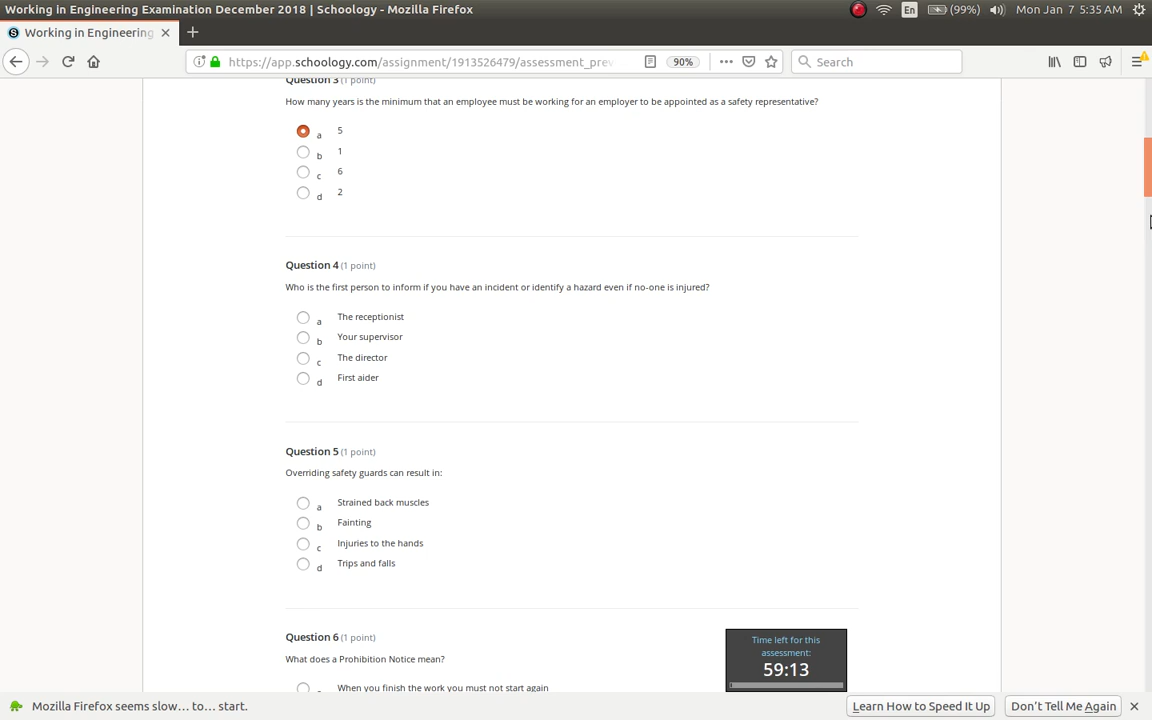 Working in Engineering Examination December 2018 | Schoology - Mozilla Firefox
En (99%) Mon Jan 7 5:35 AM
S Working in Engineering
https://app.schoology.com/assignment/1913526479/assessment_prev 90% Search
Question 3 (1 point)
How many years is the minimum that an employee must be working for an employer to be appointed as a safety representative?
a 5
b 1
c 6
d 2
Question 4 (1 point)
Who is the first person to inform if you have an incident or identify a hazard even if no-one is injured?
a The receptionist
b Your supervisor
c The director
d First aider
Question 5 (1 point)
Overriding safety guards can result in:
a Strained back muscles
b Fainting
c Injuries to the hands
d Trips and falls
Question 6 (1 point)
What does a Prohibition Notice mean?
When you finish the work you must not start again
Time left for this
assessment:
59:13
Mozilla Firefox seems slow… to… start. Learn How to Speed It Up Don't Tell Me Again